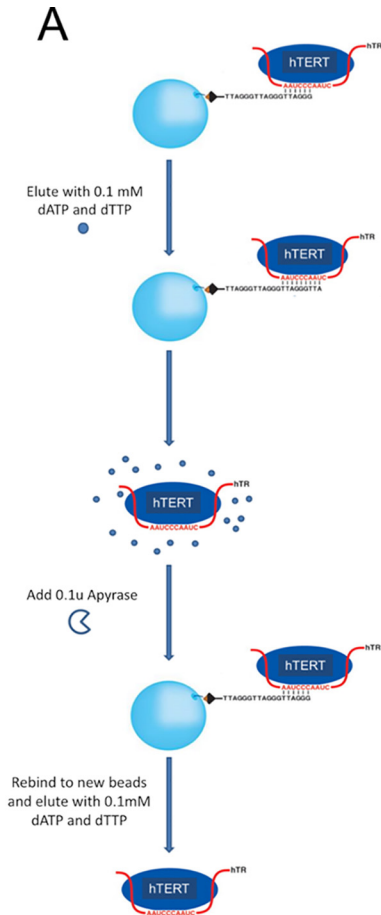 A
hTR
hTERT
AAUCCCAAUC
TTAGGGTTAGGGTTAGGG
Elute with 0.1 mM
dATP and dTTP
hTR
hTERT
AAUCCCAAUC
TTAGGGTTAGGGTTAGGGTTA
hTR
hTERT
AAUCCCAAUC
Add 0.1u Apyrase
hTR
hTERT
AAUCCCAAUC
TTAGGGTTAGGGTTAGGG
Rebind to new beads
and elute with 0.1mM
dATP and dTTP
hTR
hTERT
AAUCCCAAUC